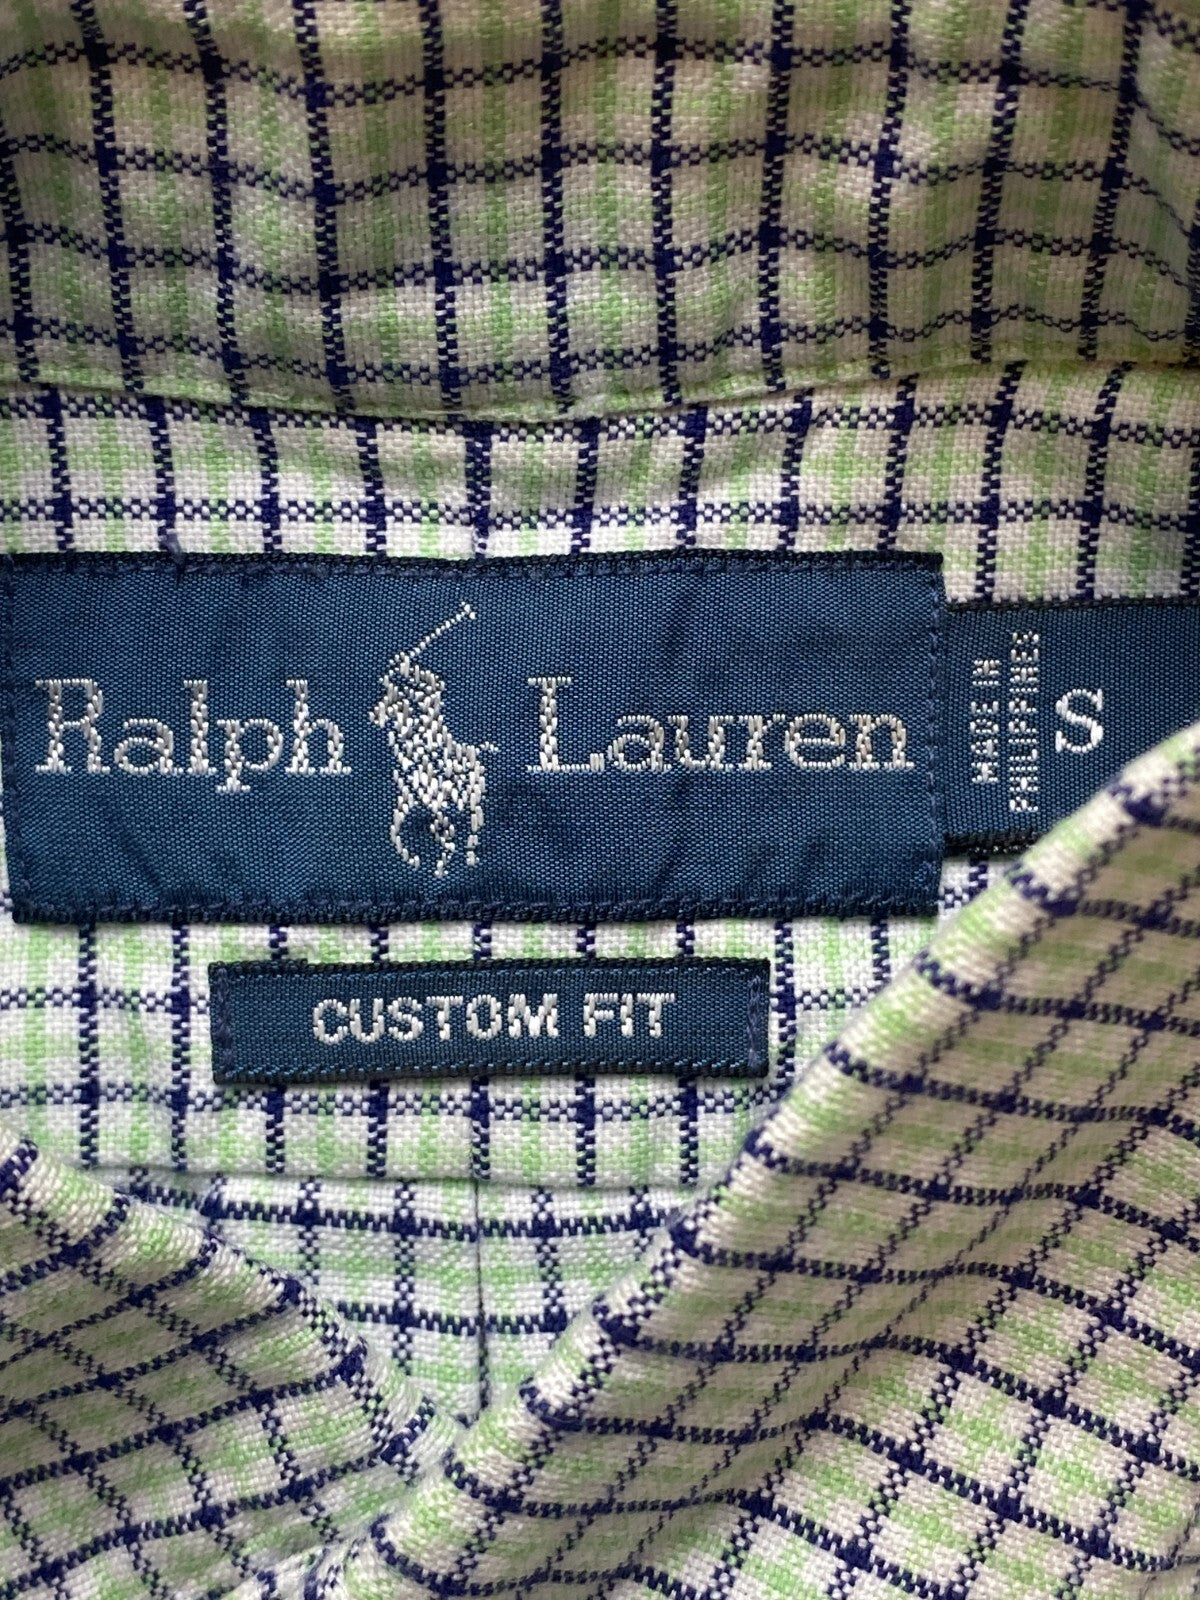 Ralph Lauren
MADE IN
PHILIPPINES
S
CUSTOM FIT